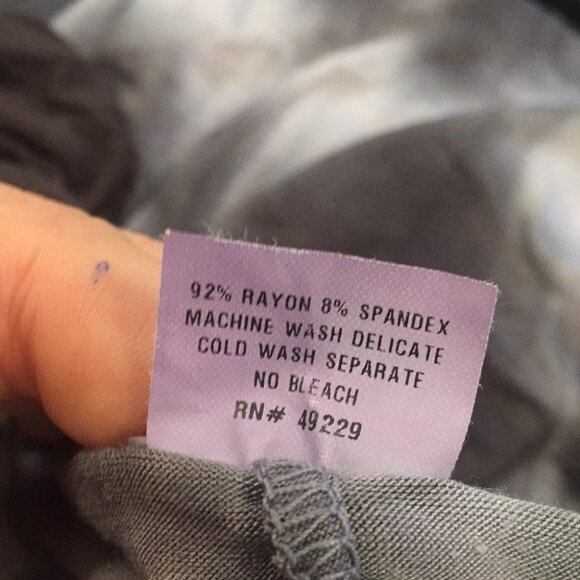 92% RAYON 8% SPANDEX
MACHINE WASH DELICATE
COLD WASH SEPARATE
NO BLEACH
RN# 49229